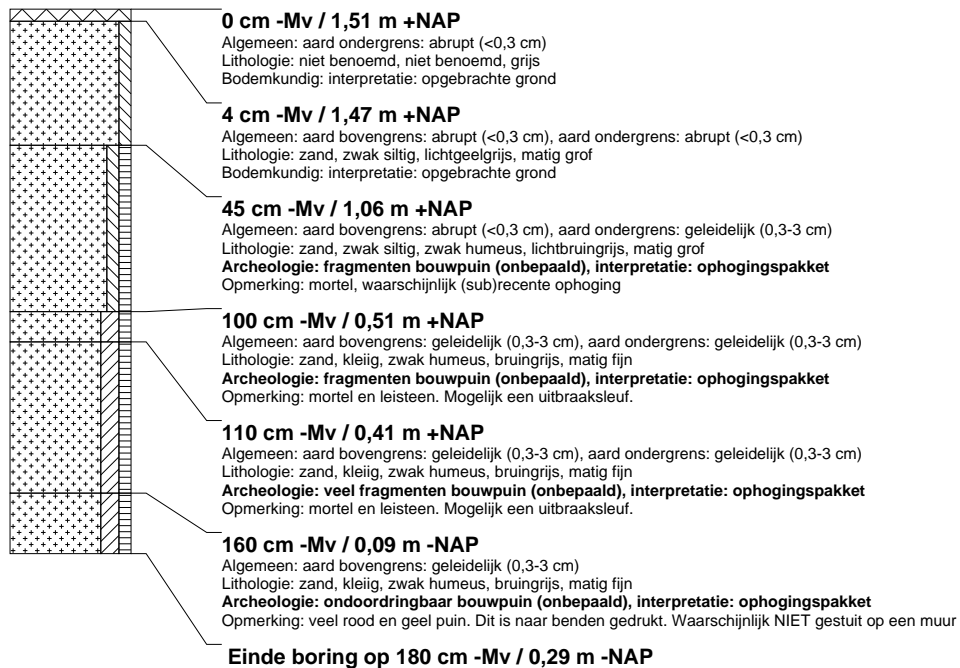 0 cm -Mv / 1,51 m +NAP
Algemeen: aard ondergrens: abrupt (<0,3 cm)
Lithologie: niet benoemd, niet benoemd, grijs
Bodemkundig: interpretatie: opgebrachte grond
4 cm -Mv / 1,47 m +NAP
Algemeen: aard bovengrens: abrupt (<0,3 cm), aard ondergrens: abrupt (<0,3 cm)
Lithologie: zand, zwak siltig, lichtgeelgrijs, matig grof
Bodemkundig: interpretatie: opgebrachte grond
45 cm -Mv / 1,06 m +NAP
Algemeen: aard bovengrens: abrupt (<0,3 cm), aard ondergrens: geleidelijk (0,3-3 cm)
Lithologie: zand, zwak siltig, zwak humeus, lichtbruingrijs, matig grof
Archeologie: fragmenten bouwpuin (onbepaald), interpretatie: ophogingspakket
Opmerking: mortel, waarschijnlijk (sub)recente ophoging
100 cm -Mv / 0,51 m +NAP
Algemeen: aard bovengrens: geleidelijk (0,3-3 cm), aard ondergrens: geleidelijk (0,3-3 cm)
Lithologie: zand, kleiig, zwak humeus, bruingrijs, matig fijn
Archeologie: fragmenten bouwpuin (onbepaald), interpretatie: ophogingspakket
Opmerking: mortel en leisteen. Mogelijk een uitbraaksleuf.
110 cm -Mv / 0,41 m +NAP
Algemeen: aard bovengrens: geleidelijk (0,3-3 cm), aard ondergrens: geleidelijk (0,3-3 cm)
Lithologie: zand, kleiig, zwak humeus, bruingrijs, matig fijn
Archeologie: veel fragmenten bouwpuin (onbepaald), interpretatie: ophogingspakket
Opmerking: mortel en leisteen. Mogelijk een uitbraaksleuf.
160 cm -Mv / 0,09 m -NAP
Algemeen: aard bovengrens: geleidelijk (0,3-3 cm)
Lithologie: zand, kleiig, zwak humeus, bruingrijs, matig fijn
Archeologie: ondoordringbaar bouwpuin (onbepaald), interpretatie: ophogingspakket
Opmerking: veel rood en geel puin. Dit is naar benden gedrukt. Waarschijnlijk NIET gestuit op een muur
Einde boring op 180 cm -Mv / 0,29 m -NAP